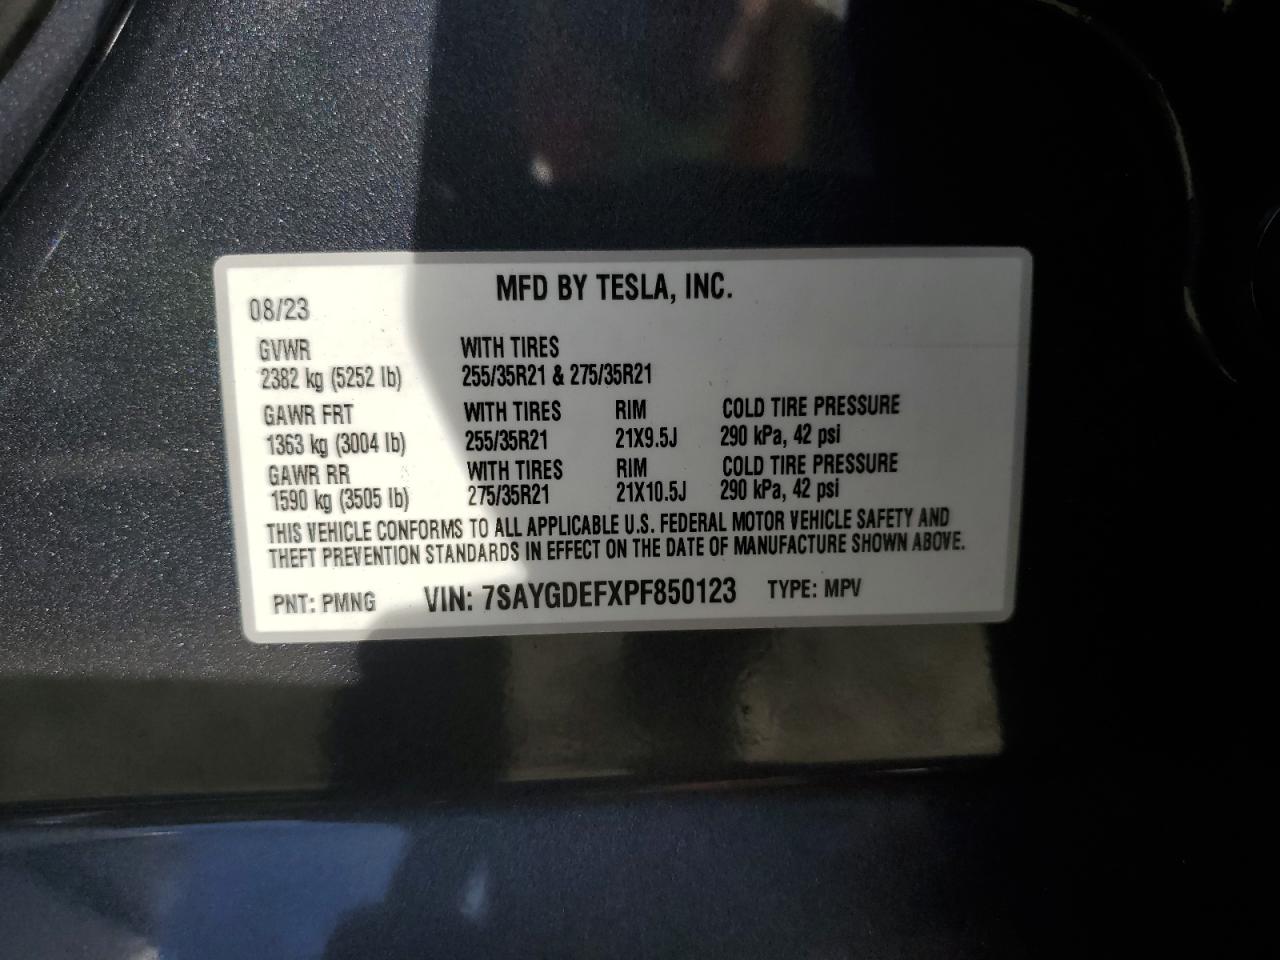 MFD BY TESLA, INC.
08/23
GVWR WITH TIRES
2382 kg (5252 lb) 255/35R21 & 275/35R21
GAWR FRT WITH TIRES RIM COLD TIRE PRESSURE
1363 kg (3004 lb) 255/35R21 21X9.5J 290 kPa, 42 psi
GAWR RR WITH TIRES RIM COLD TIRE PRESSURE
1590 kg (3505 lb) 275/35R21 21X10.5J 290 kPa, 42 psi
THIS VEHICLE CONFORMS TO ALL APPLICABLE U.S. FEDERAL MOTOR VEHICLE SAFETY AND
THEFT PREVENTION STANDARDS IN EFFECT ON THE DATE OF MANUFACTURE SHOWN ABOVE.
PNT: PMNG VIN: 7SAYGDEFXPF850123 TYPE: MPV